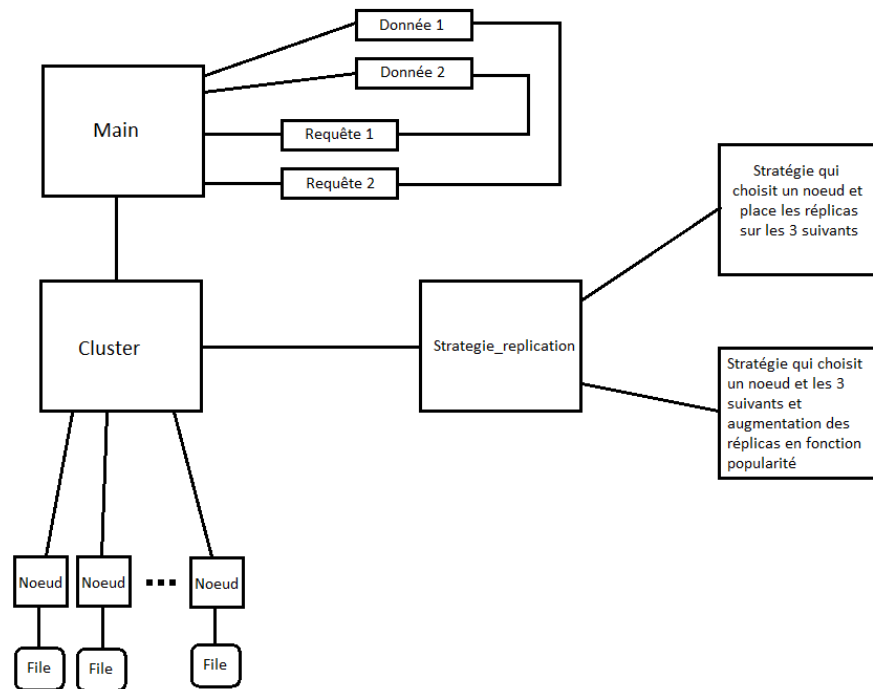 Donnée 1
Donnée 2
Main
Requête 1
Requête 2
Stratégie qui
choisit un noeud et
place les réplicas
sur les 3 suivants
Cluster
Strategie_replication
Stratégie qui choisit
un noeud et les 3
suivants et
augmentation des
réplicas en fonction
popularité
Noeud
Noeud
...
Noeud
File
File
File